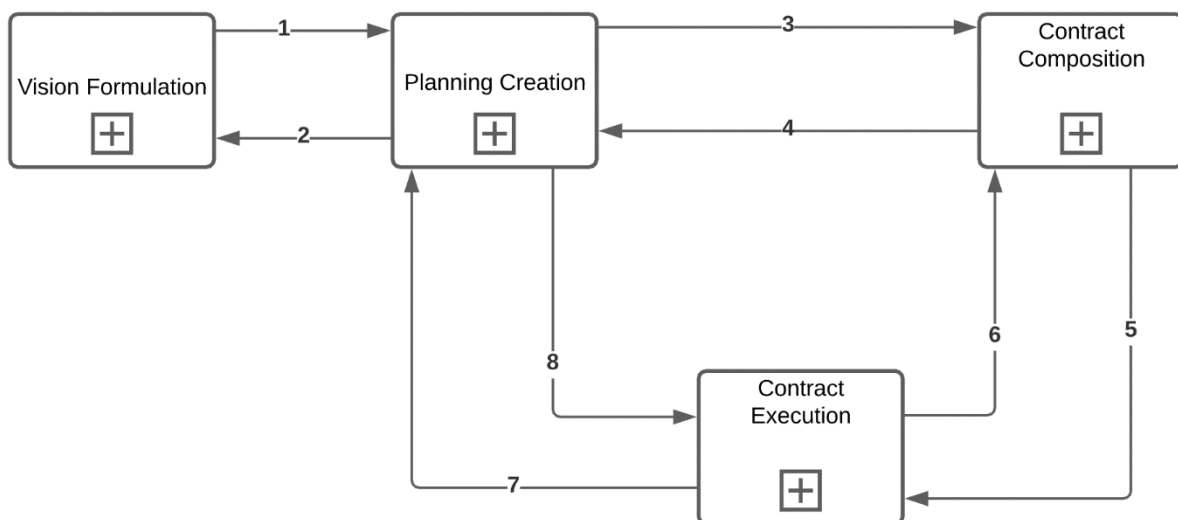 1
3
Contract
Composition
Vision Formulation
Planning Creation
2
4
8
6
5
Contract
Execution
7